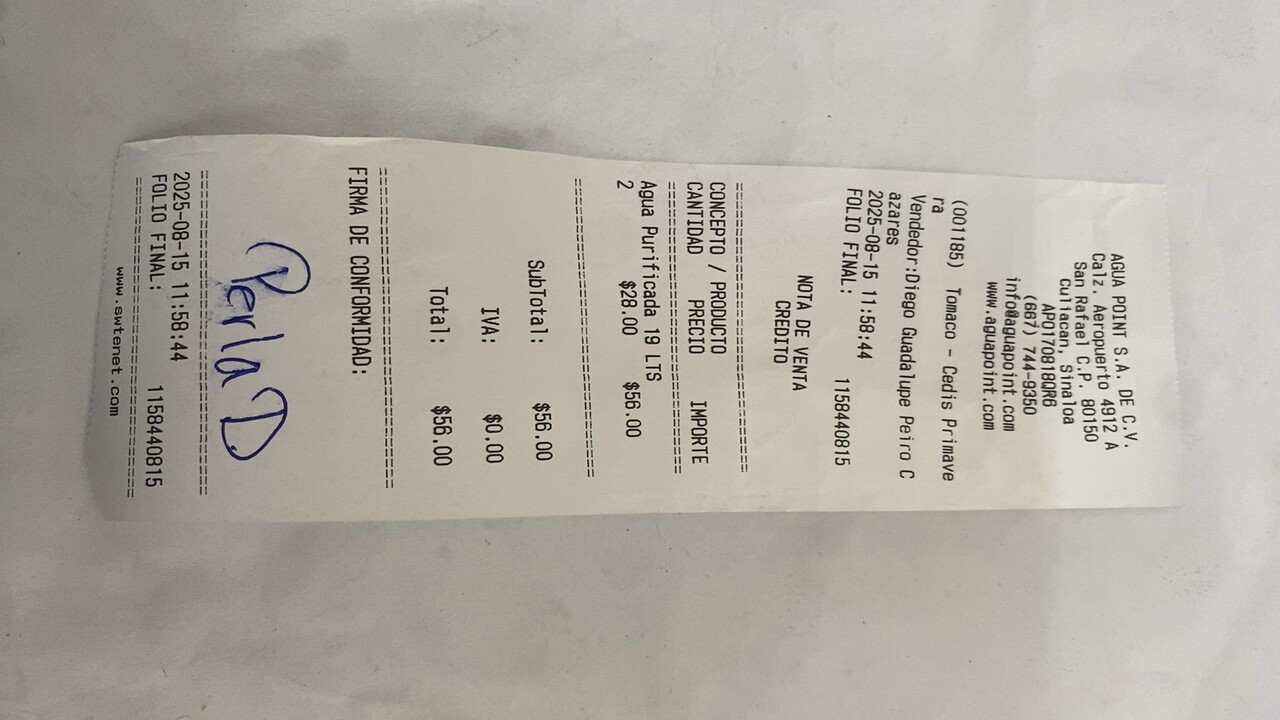 AGUA POINT S.A. DE C.V.
Calz. Aeropuerto 4912 A
San Rafael C.P. 80150
Culiacan, Sinaloa
APO170818QR6
(667) 744-9350
info@aguapoint.com
www.aguapoint.com
(001185) Tomaco - Cedis Primave
ra
Vendedor:Diego Guadalupe Peiro C
azares
2025-08-15 11:58:44
FOLIO FINAL: 1158440815
NOTA DE VENTA
CREDITO
CONCEPTO / PRODUCTO
CANTIDAD PRECIO IMPORTE
Agua Purificada 19 LTS
2 $28.00 $56.00
SubTotal: $56.00
IVA: $0.00
Total: $56.00
FIRMA DE CONFORMIDAD:
Perla D
2025-08-15 11:58:44
FOLIO FINAL: 1158440815
www.swtenet.com